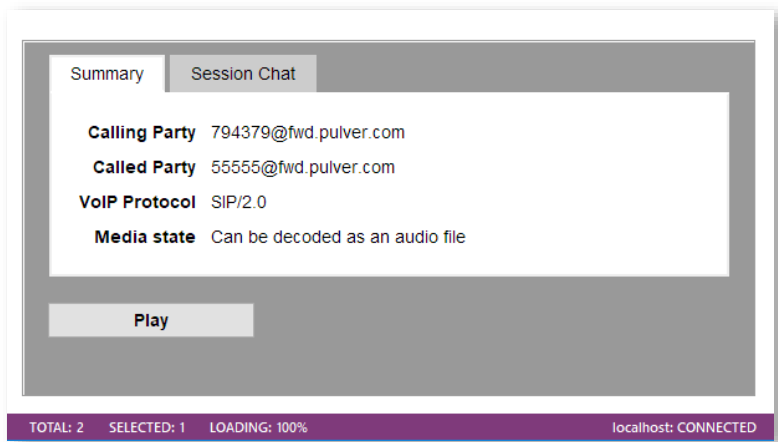 Summary Session Chat
Calling Party 794379@fwd.pulver.com
Called Party 55555@fwd.pulver.com
VoIP Protocol SIP/2.0
Media state Can be decoded as an audio file
Play
TOTAL: 2 SELECTED: 1 LOADING: 100% localhost: CONNECTED